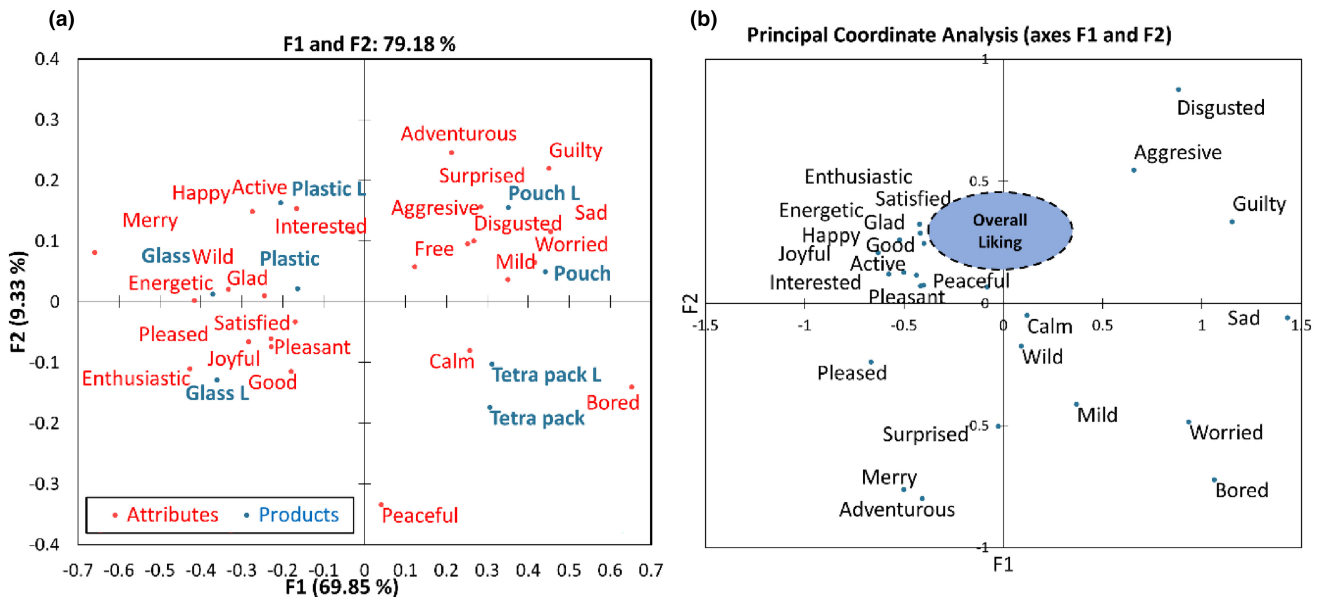 (a)
F1 and F2: 79.18 %
0.4
0.3
Adventurous
Guilty
0.2
Surprised
Happy
Active
Plastic L
Pouch L
Merry
Interested
Aggresive
Disgusted
Sad
0.1
Glass
Wild
Plastic
Free
Worried
Energetic
Glad
Mild
Pouch
0
Pleased
Satisfied
Joyful
Pleasant
-0.1
Calm
Enthusiastic
Good
Tetra pack L
Glass L
Bored
-0.2
Tetra pack
-0.3
Attributes
Products
Peaceful
-0.4
-0.7 -0.6 -0.5 -0.4 -0.3 -0.2 -0.1 0 0.1 0.2 0.3 0.4 0.5 0.6 0.7
F1 (69.85 %)
F2 (9.33 %)
(b)
Principal Coordinate Analysis (axes F1 and F2)
1
Disgusted
Aggresive
0.5
Enthusiastic
Satisfied
Guilty
Energetic
Glad
Overall
Liking
Happy
Good
Joyful
Active
Interested
Peaceful
Pleasant
0
-1.5 -1 -0.5 0 0.5 1 1.5
Calm
Sad
Wild
Pleased
Mild
-0.5
Surprised
Worried
Merry
Bored
Adventurous
-1
F1
F2